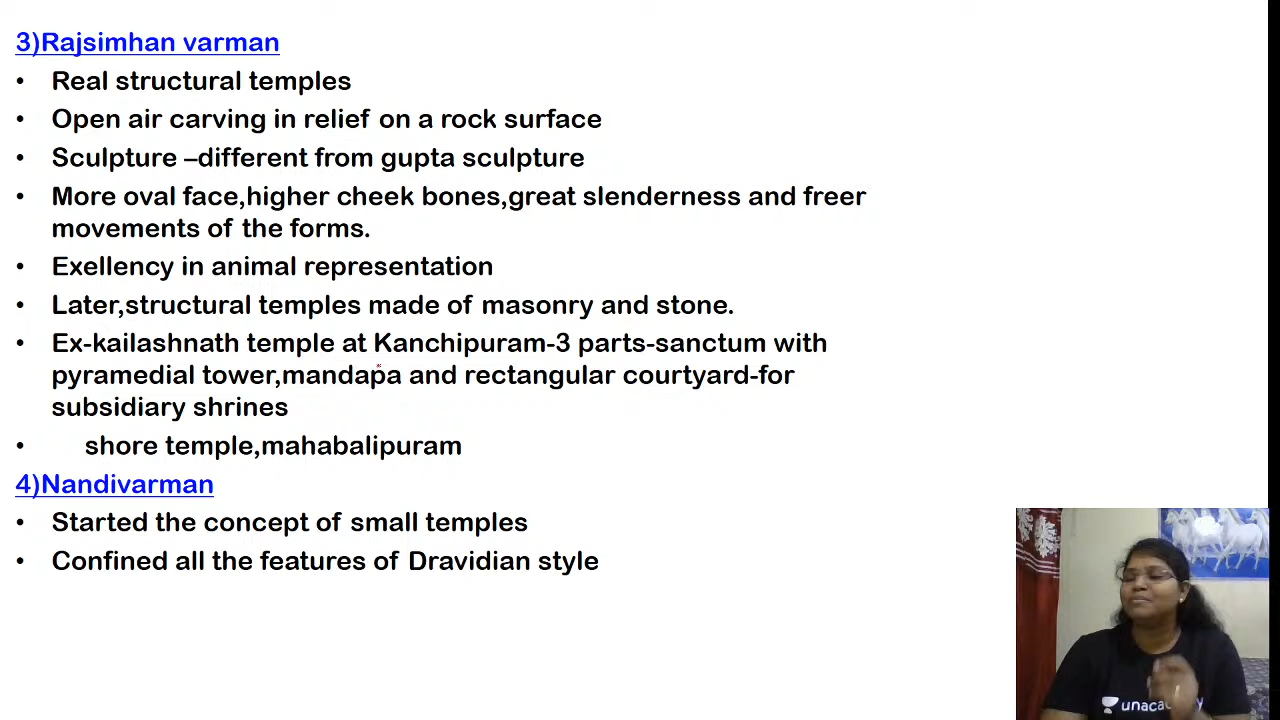 3)Rajsimhan varman
• Real structural temples
• Open air carving in relief on a rock surface
• Sculpture –different from gupta sculpture
• More oval face,higher cheek bones,great slenderness and freer
movements of the forms.
• Exellency in animal representation
• Later,structural temples made of masonry and stone.
• Ex-kailashnath temple at Kanchipuram-3 parts-sanctum with
pyramedial tower,mandapa and rectangular courtyard-for
subsidiary shrines
• shore temple,mahabalipuram
4)Nandivarman
• Started the concept of small temples
• Confined all the features of Dravidian style